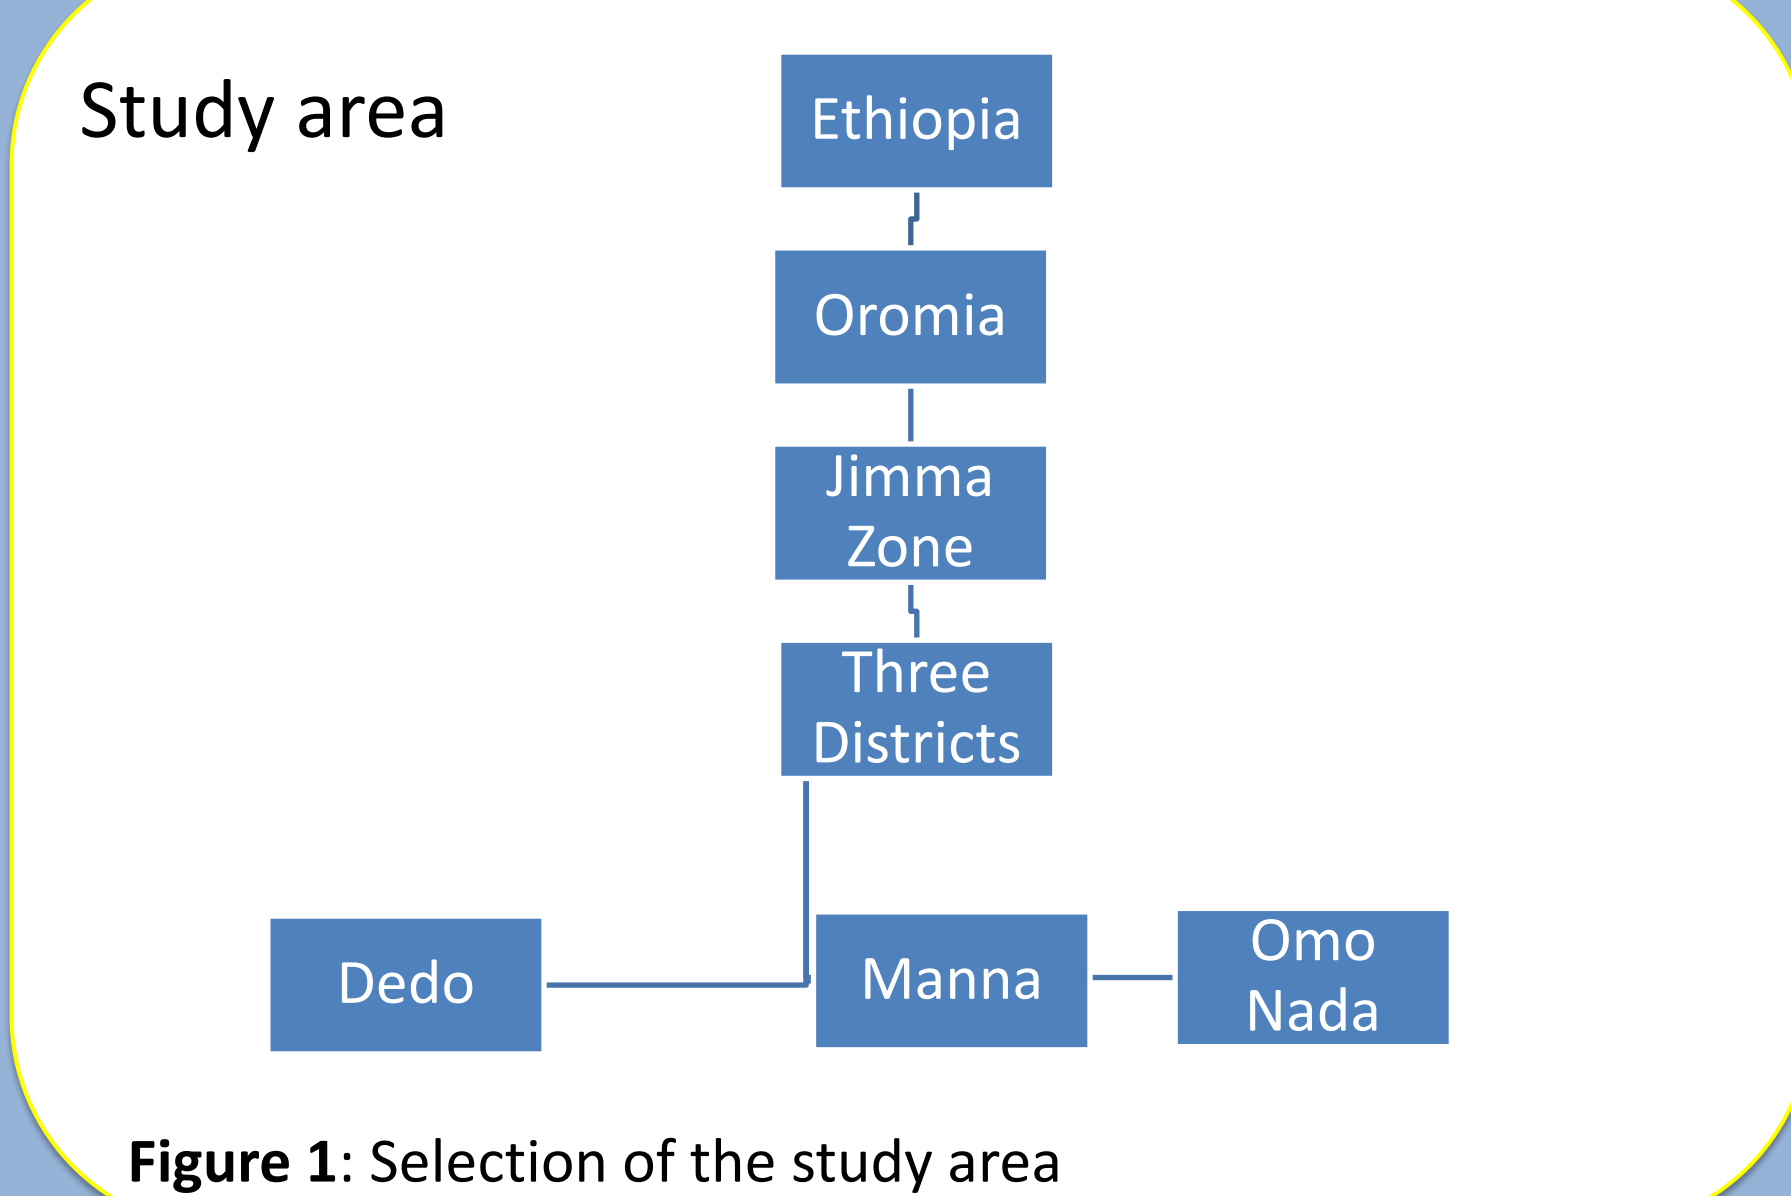 Study area
Ethiopia
Oromia
Jimma
Zone
Three
Districts
Dedo
Manna
Omo
Nada
Figure 1: Selection of the study area